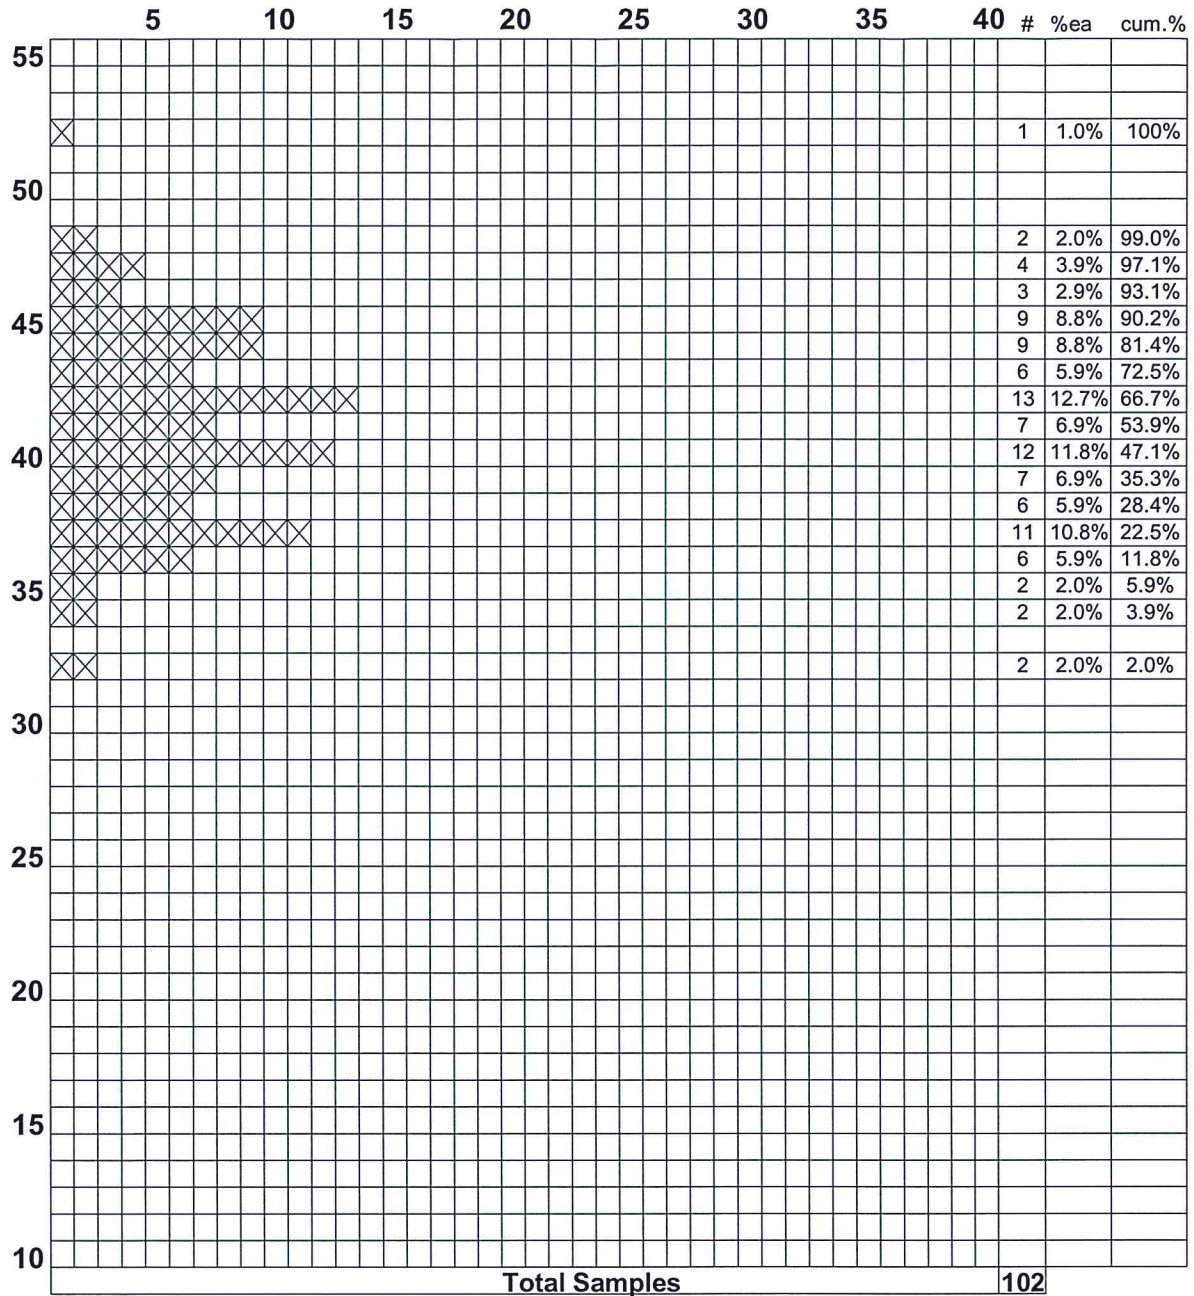 5 10 15 20 25 30 35 40 # %ea cum.%
55
1 1.0% 100%
50
2 2.0% 99.0%
4 3.9% 97.1%
3 2.9% 93.1%
45 9 8.8% 90.2%
9 8.8% 81.4%
6 5.9% 72.5%
13 12.7% 66.7%
7 6.9% 53.9%
40 12 11.8% 47.1%
7 6.9% 35.3%
6 5.9% 28.4%
11 10.8% 22.5%
6 5.9% 11.8%
35 2 2.0% 5.9%
2 2.0% 3.9%
2 2.0% 2.0%
30
25
20
15
10
Total Samples 102